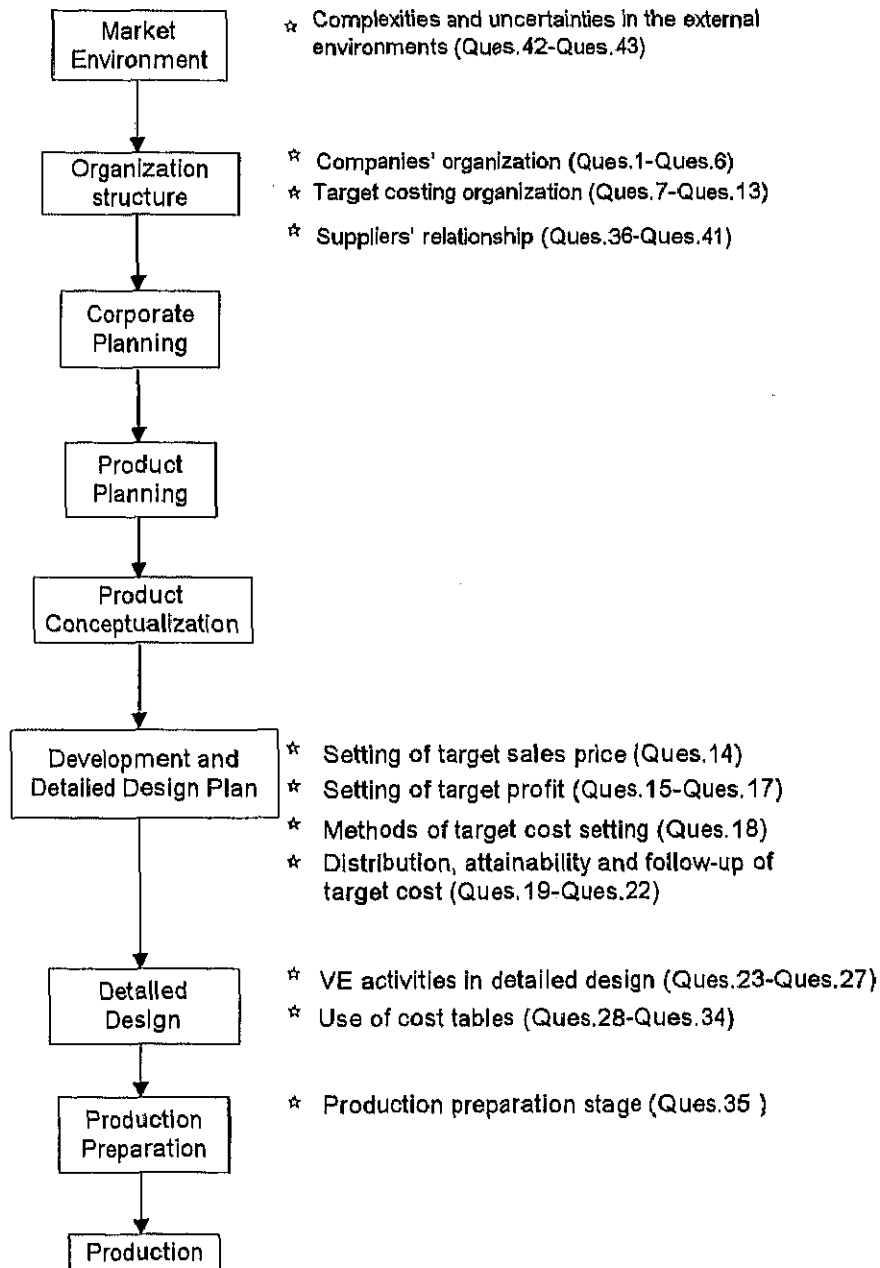 Market
Environment
☆ Complexities and uncertainties in the external
environments (Ques.42-Ques.43)
Organization
structure
☆ Companies' organization (Ques.1-Ques.6)
☆ Target costing organization (Ques.7-Ques.13)
☆ Suppliers' relationship (Ques.36-Ques.41)
Corporate
Planning
Product
Planning
Product
Conceptualization
Development and
Detailed Design Plan
☆ Setting of target sales price (Ques.14)
☆ Setting of target profit (Ques.15-Ques.17)
☆ Methods of target cost setting (Ques.18)
☆ Distribution, attainability and follow-up of
target cost (Ques.19-Ques.22)
Detailed
Design
☆ VE activities in detailed design (Ques.23-Ques.27)
☆ Use of cost tables (Ques.28-Ques.34)
Production
Preparation
☆ Production preparation stage (Ques.35 )
Production